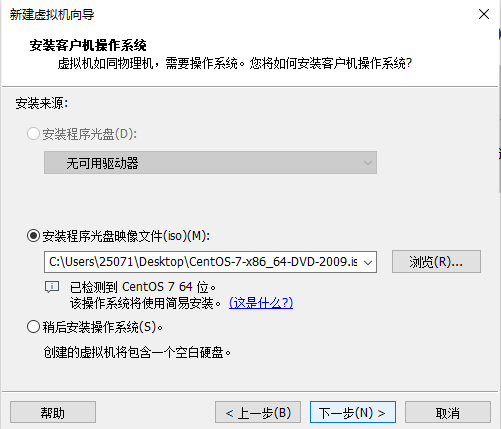 新建虚拟机向导
安装客户机操作系统
虚拟机如同物理机，需要操作系统。您将如何安装客户机操作系统?
安装来源:
安装程序光盘(D):
无可用驱动器
安装程序光盘映像文件(iso)(M):
C:\Users\25071\Desktop\CentOS-7-x86_64-DVD-2009.is
浏览(R)...
已检测到 CentOS 7 64 位。
该操作系统将使用简易安装。 (这是什么?)
稍后安装操作系统(S)。
创建的虚拟机将包含一个空白硬盘。
帮助
< 上一步(B)
下一步(N) >
取消